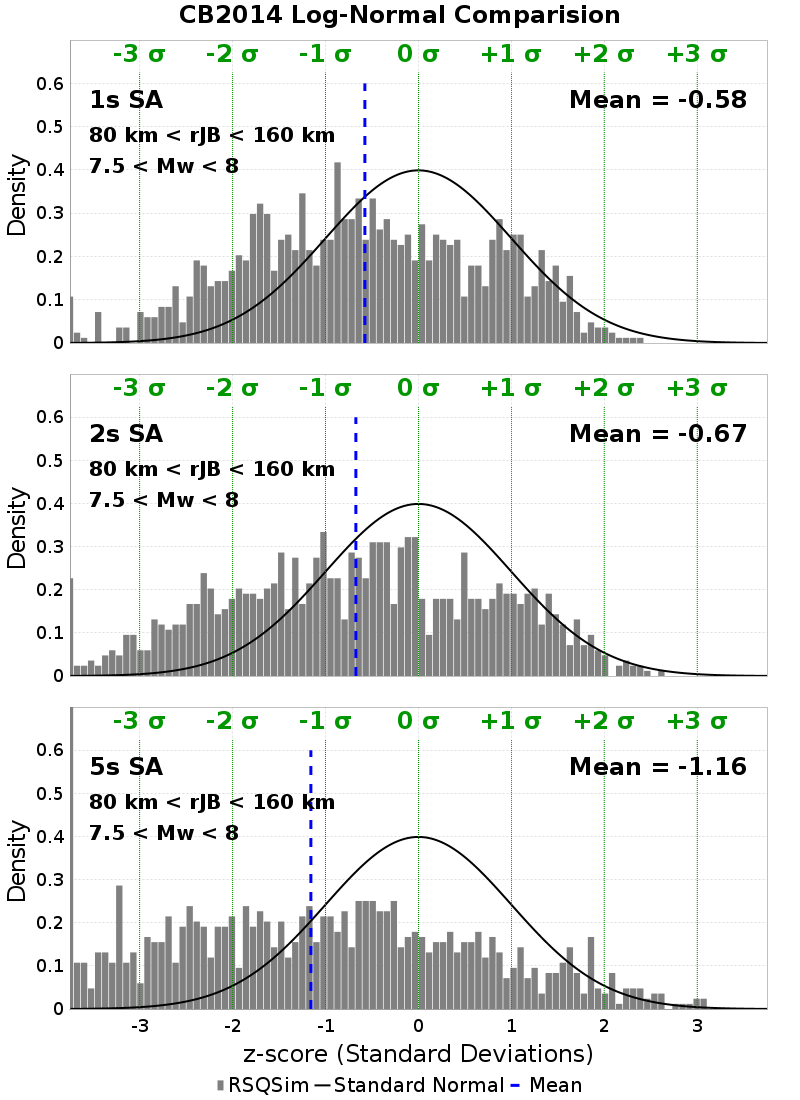 CB2014 Log-Normal Comparision
-3 σ -2 σ -1 σ 0 σ +1 σ +2 σ +3 σ
0.6
1s SA Mean = -0.58
0.5
80 km < rJB < 160 km
7.5 < Mw < 8
0.4
0.3
0.2
0.1
0
Density
-3 σ -2 σ -1 σ 0 σ +1 σ +2 σ +3 σ
0.6
2s SA Mean = -0.67
0.5
80 km < rJB < 160 km
7.5 < Mw < 8
0.4
0.3
0.2
0.1
0
Density
-3 σ -2 σ -1 σ 0 σ +1 σ +2 σ +3 σ
0.6
5s SA Mean = -1.16
0.5
80 km < rJB < 160 km
7.5 < Mw < 8
0.4
0.3
0.2
0.1
0
Density
-3 -2 -1 0 1 2 3
z-score (Standard Deviations)
RSQSim Standard Normal Mean